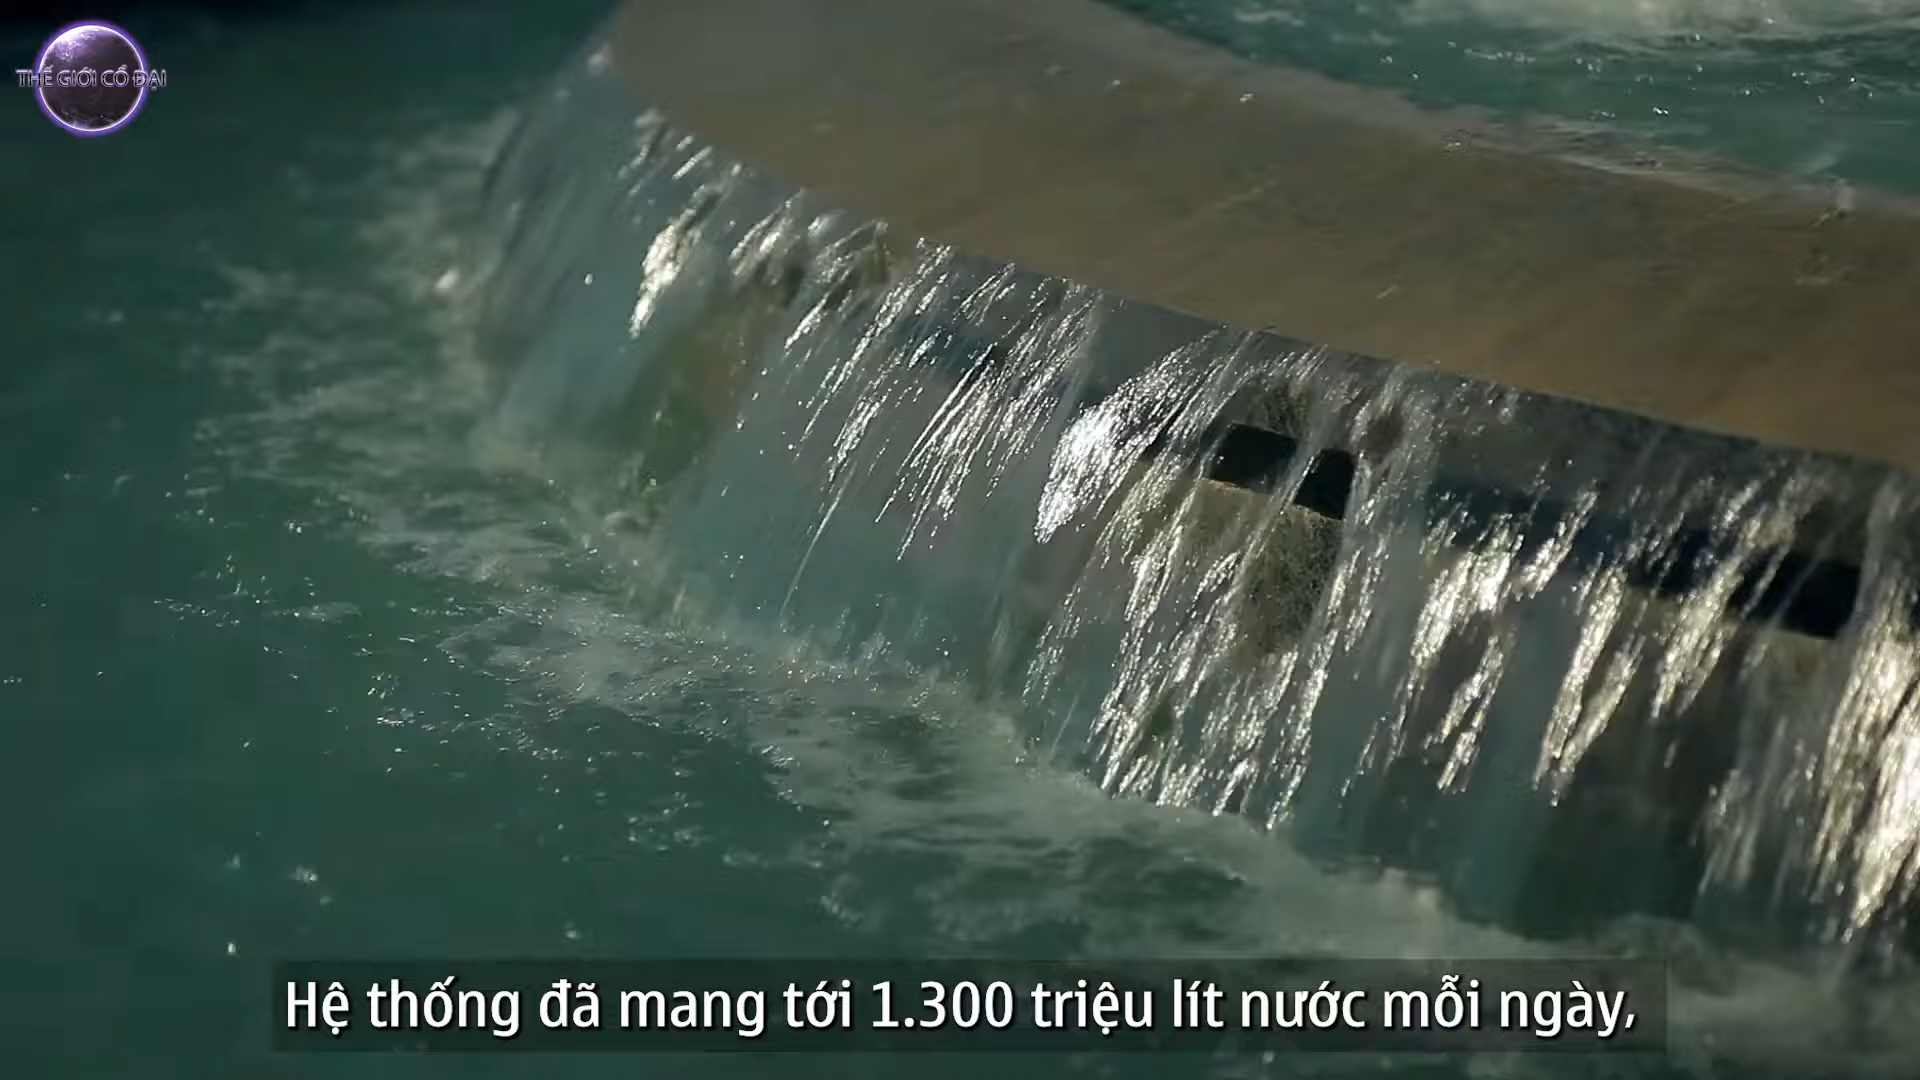 THẾ GIỚI CỔ ĐẠI
Hệ thống đã mang tới 1.300 triệu lít nước mỗi ngày,